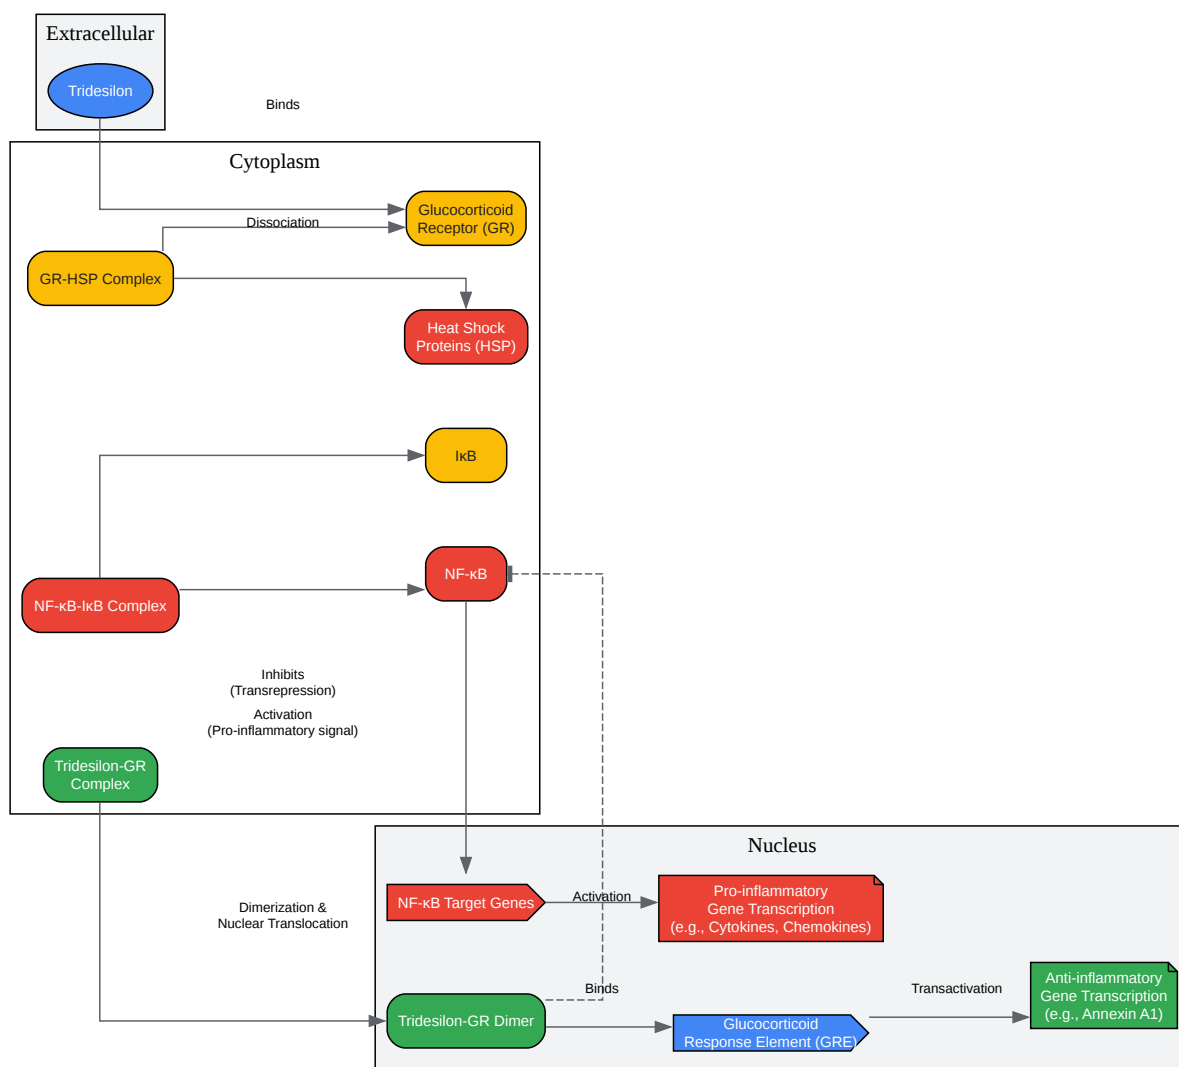 Extracellular
Tridesilon
Binds
Cytoplasm
Glucocorticoid
Receptor (GR)
Dissociation
GR-HSP Complex
Heat Shock
Proteins (HSP)
IκB
NF-κB
NF-κB-IκB Complex
Inhibits
(Transrepression)
Activation
(Pro-inflammatory signal)
Tridesilon-GR
Complex
Nucleus
NF-κB Target Genes
Activation
Pro-inflammatory
Gene Transcription
(e.g., Cytokines, Chemokines)
Dimerization &
Nuclear Translocation
Tridesilon-GR Dimer
Binds
Glucocorticoid
Response Element (GRE)
Transactivation
Anti-inflammatory
Gene Transcription
(e.g., Annexin A1)